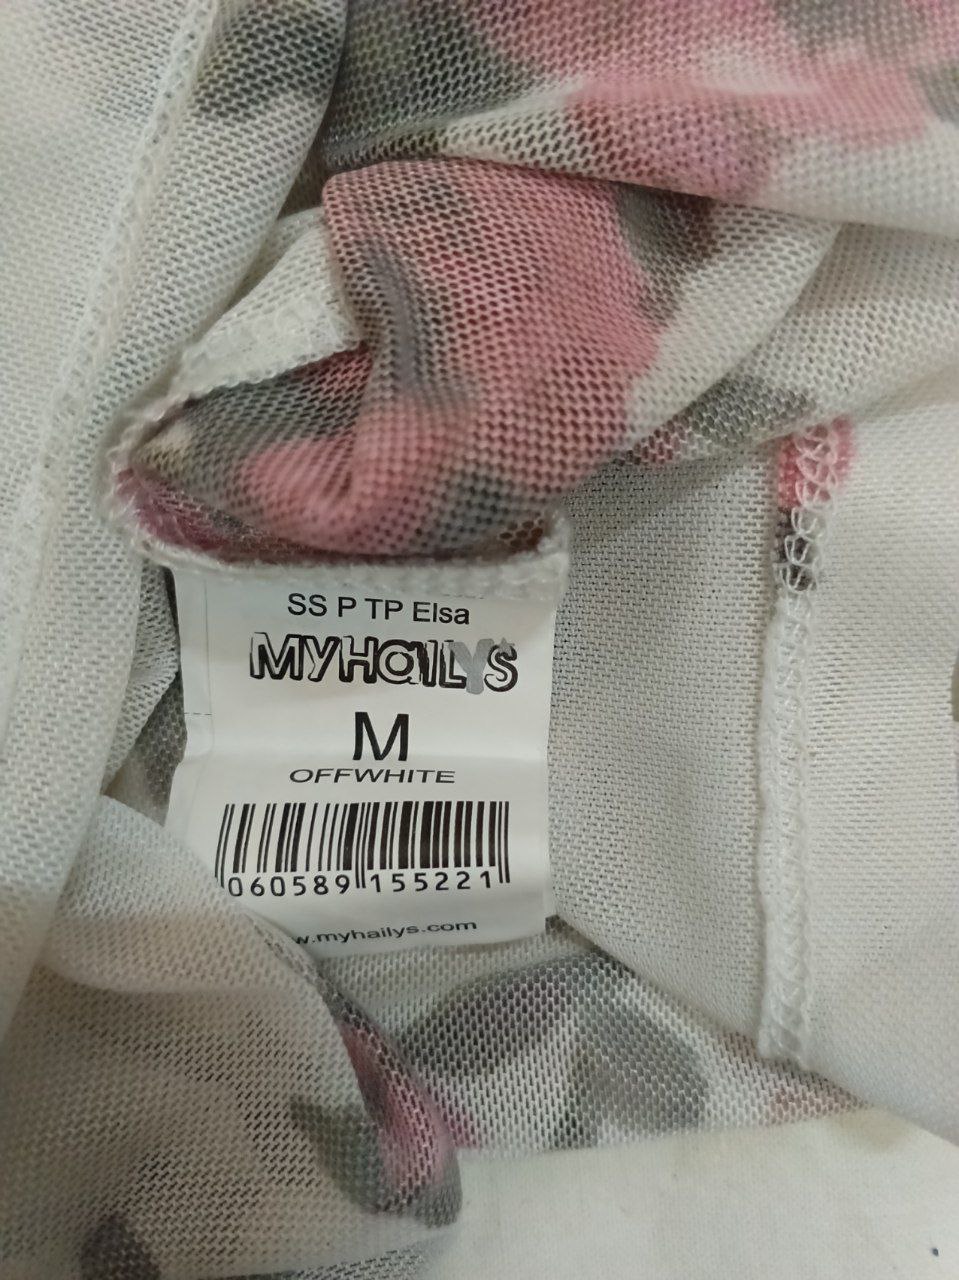 SS P TP Elsa
MYHaiLYS
M
OFFWHITE
060589 155221
w.myhailys.com